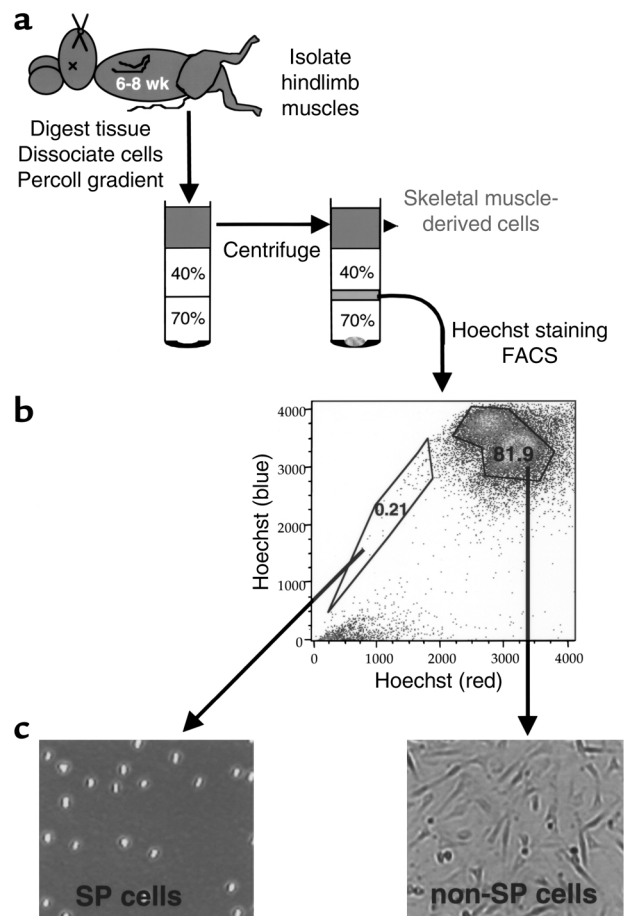 a
6-8 wk
Isolate
hindlimb
muscles
Digest tissue
Dissociate cells
Percoll gradient
Centrifuge
Skeletal muscle-
derived cells
40%
70%
40%
70%
Hoechst staining
FACS
b
Hoechst (blue)
4000
3000
2000
1000
0
81.9
0.21
0
1000
2000
3000
4000
Hoechst (red)
c
SP cells
non-SP cells